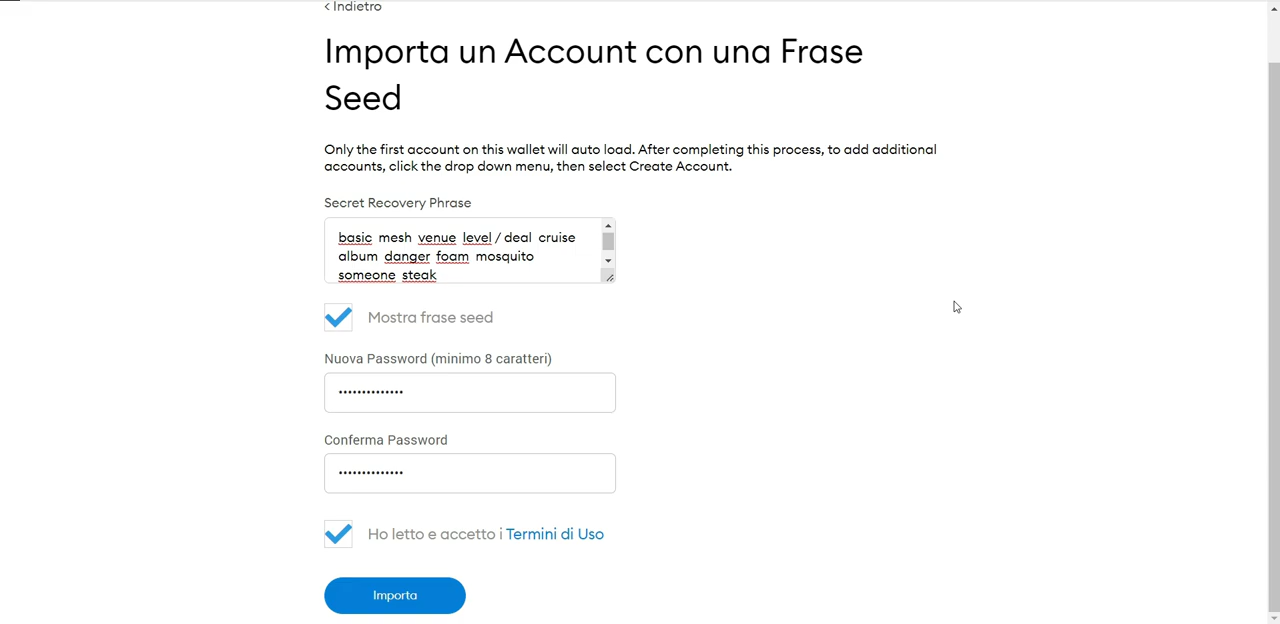 < Indietro
Importa un Account con una Frase
Seed
Only the first account on this wallet will auto load. After completing this process, to add additional
accounts, click the drop down menu, then select Create Account.
Secret Recovery Phrase
basic mesh venue level / deal cruise
album danger foam mosquito
someone steak
Mostra frase seed
Nuova Password (minimo 8 caratteri)
••••••••••••••
Conferma Password
••••••••••••••
Ho letto e accetto i Termini di Uso
Importa